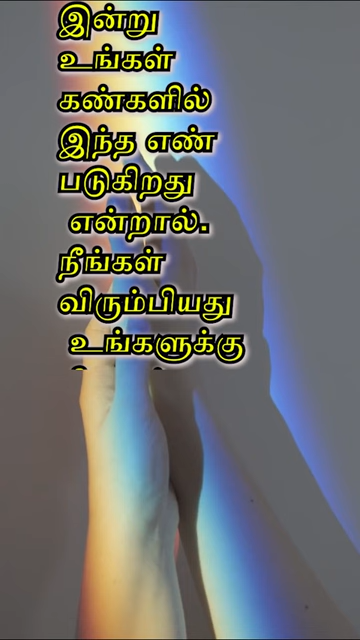 இன்று
உங்கள்
கண்களில்
இந்த எண்
படுகிறது
என்றால்.
நீங்கள்
விரும்பியது
உங்களுக்கு